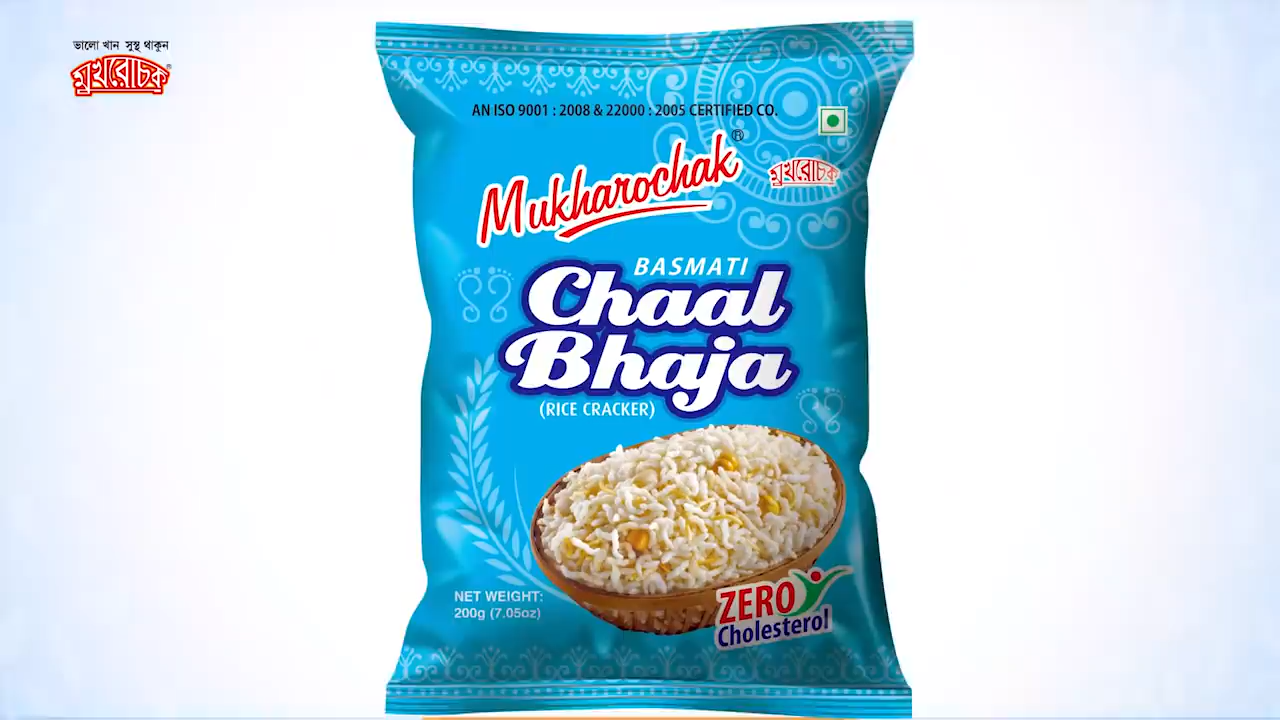 ভালো খান সুস্থ থাকুন
মুখরোচক®
AN ISO 9001 : 2008 & 22000 : 2005 CERTIFIED CO.
Mukharochak®
মুখরোচক
BASMATI
Chaal
Bhaja
(RICE CRACKER)
NET WEIGHT:
200g (7.05oz)
ZERO
Cholesterol